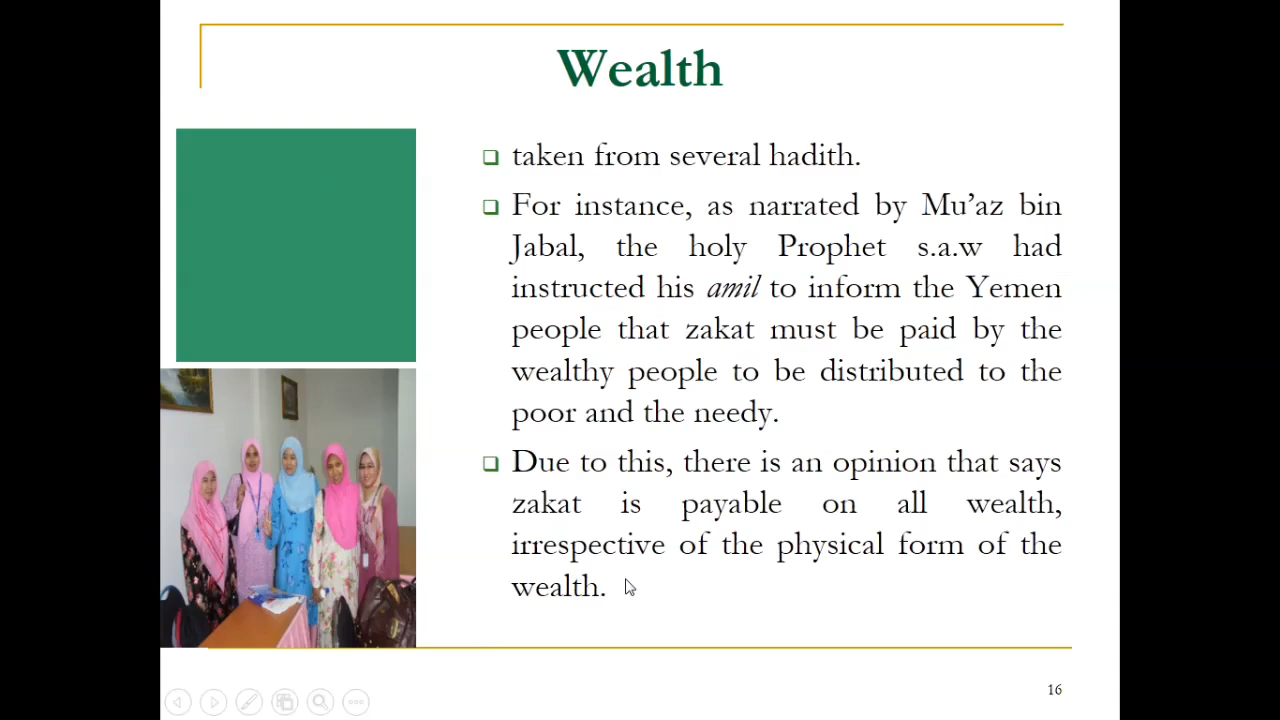 Wealth
taken from several hadith.
For instance, as narrated by Mu’az bin
Jabal, the holy Prophet s.a.w had
instructed his amil to inform the Yemen
people that zakat must be paid by the
wealthy people to be distributed to the
poor and the needy.
Due to this, there is an opinion that says
zakat is payable on all wealth,
irrespective of the physical form of the
wealth.
16